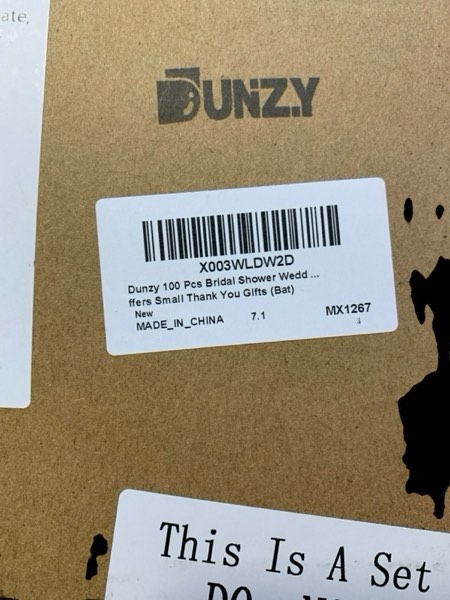 ate,
DUNZY
X003WLDW2D
Dunzy 100 Pcs Bridal Shower Wedd ...
ffers Small Thank You Gifts (Bat)
New
MADE_IN_CHINA 7.1 MX1267
This Is A Set
DO